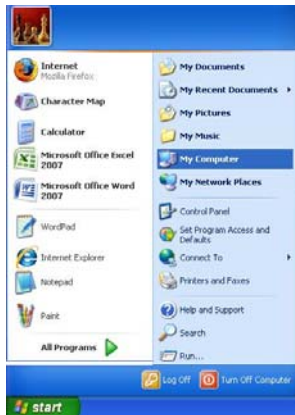 Internet
Mozilla Firefox
Character Map
Calculator
Microsoft Office Excel
2007
Microsoft Office Word
2007
WordPad
Internet Explorer
Notepad
Paint
All Programs
My Documents
My Recent Documents
My Pictures
My Music
My Computer
My Network Places
Control Panel
Set Program Access and
Defaults
Connect To
Printers and Faxes
Help and Support
Search
Run...
Log Off
Turn Off Computer
start